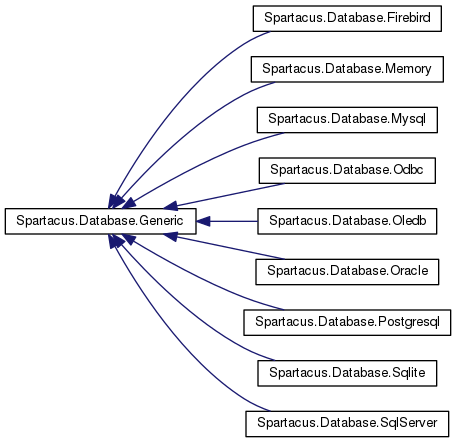 Spartacus.Database.Firebird
Spartacus.Database.Memory
Spartacus.Database.Mysql
Spartacus.Database.Odbc
Spartacus.Database.Generic
Spartacus.Database.Oledb
Spartacus.Database.Oracle
Spartacus.Database.Postgresql
Spartacus.Database.Sqlite
Spartacus.Database.SqlServer